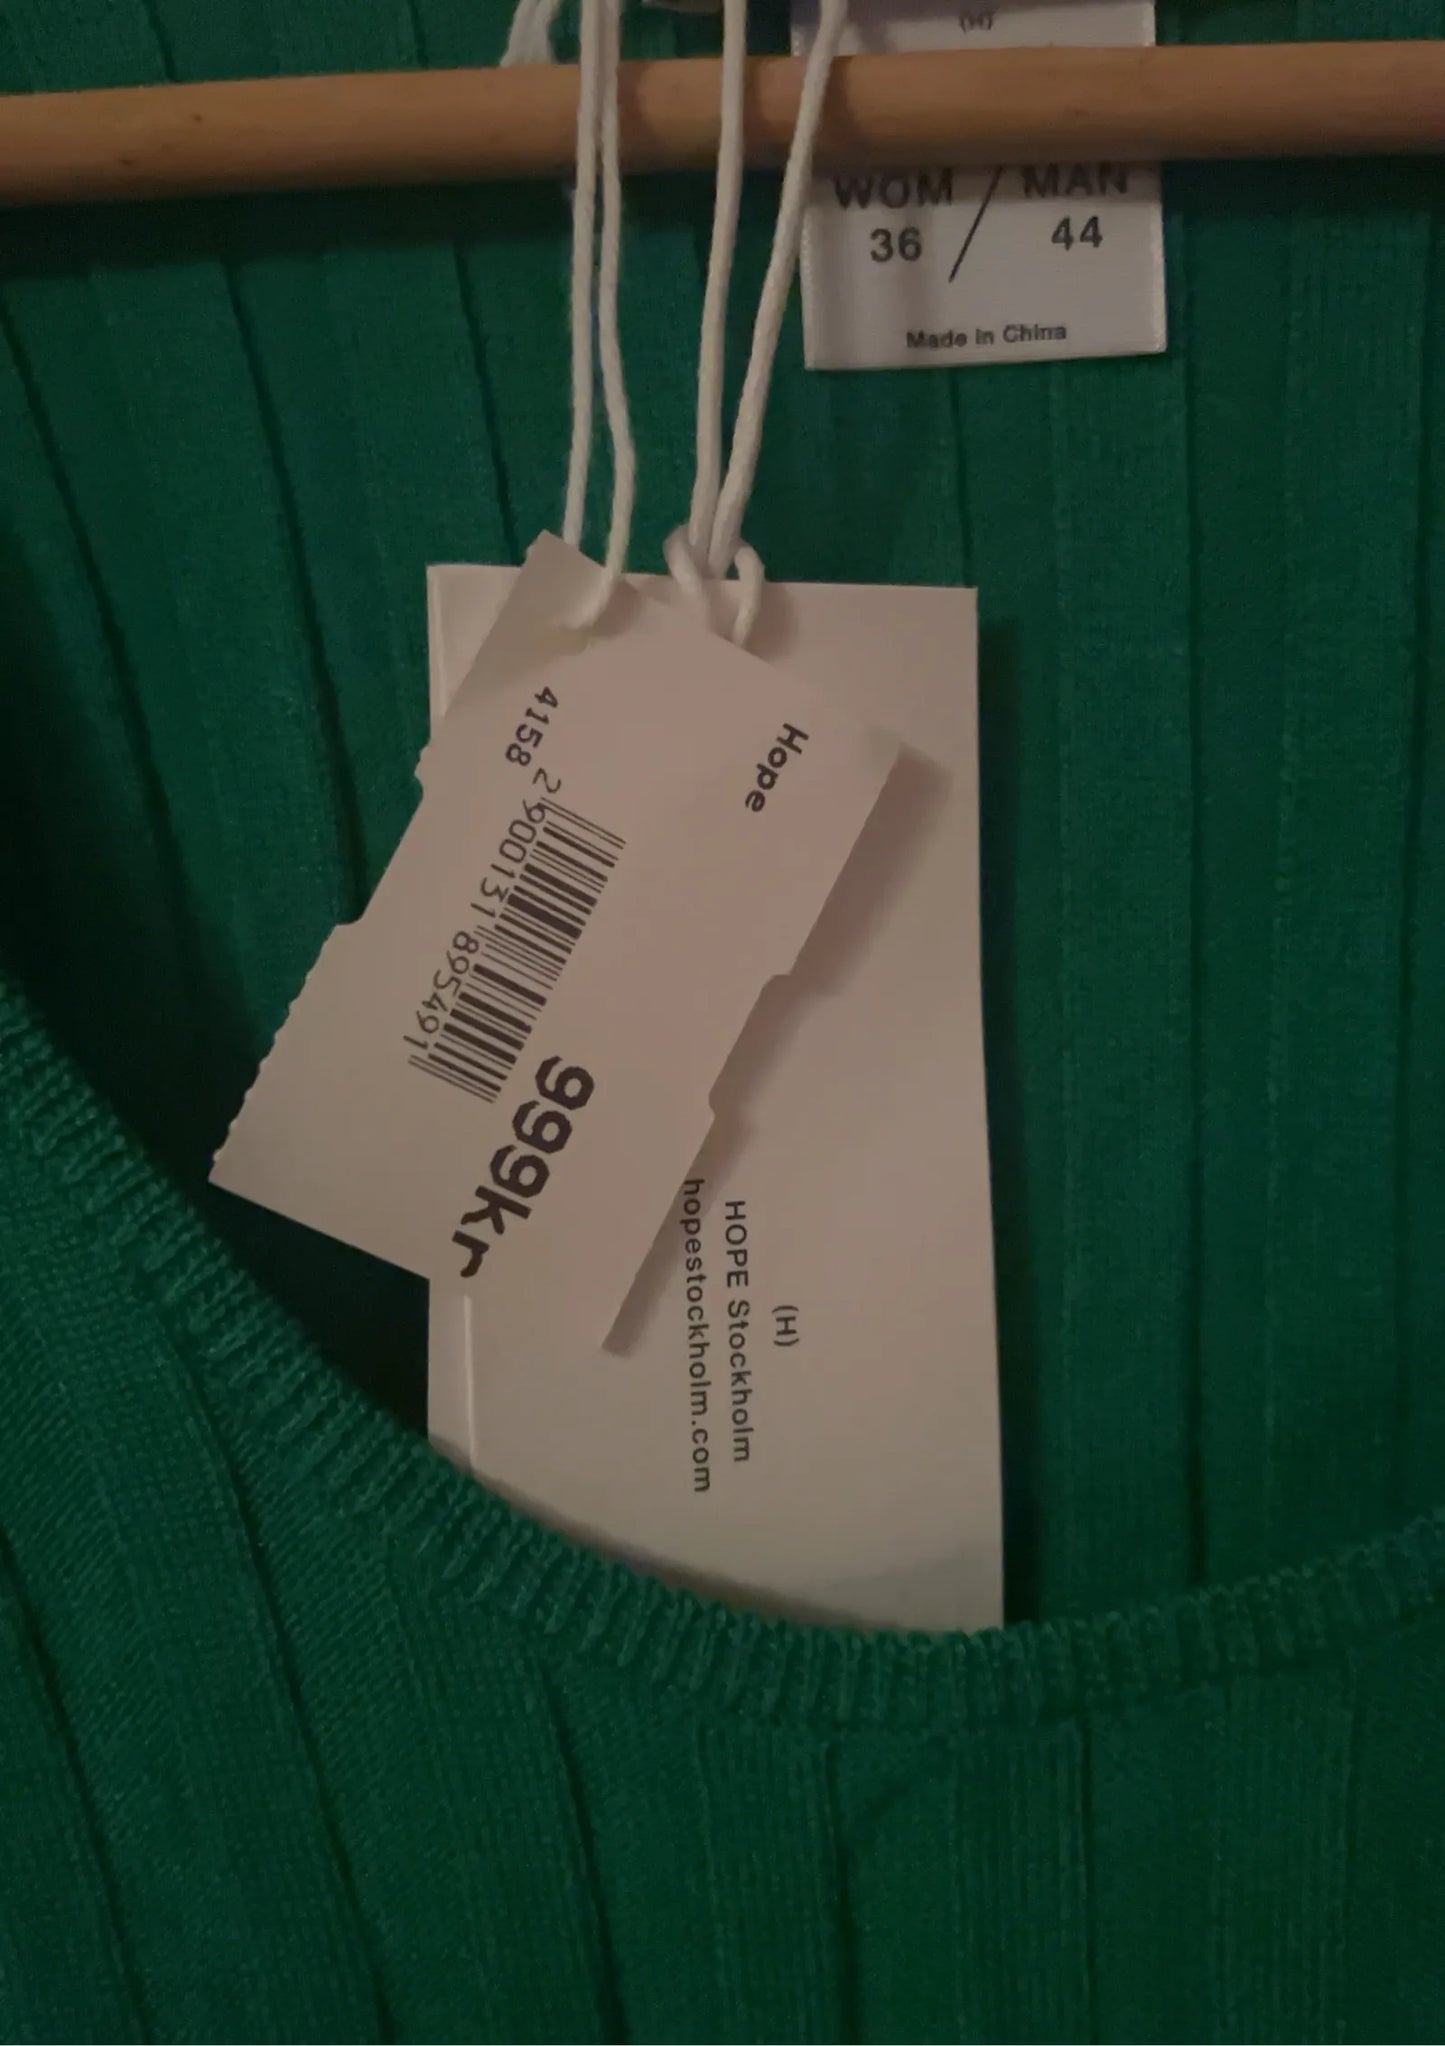 (H)
WOM / MAN
36 44
Made in China
Hope
4158
2 900131 895491
999kr
(H)
HOPE Stockholm
hopestockholm.com